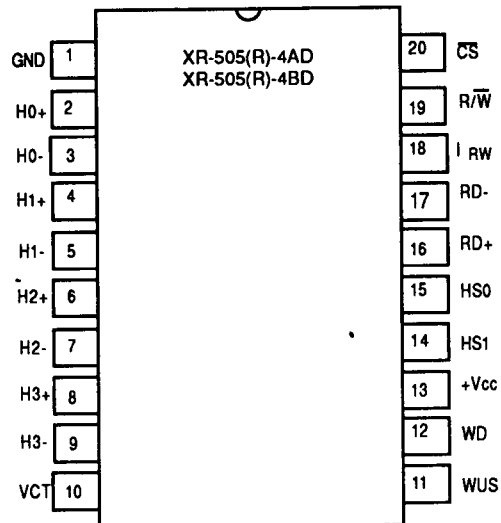 XR-505(R)-4AD
XR-505(R)-4BD
GND 1
H0+ 2
H0- 3
H1+ 4
H1- 5
H2+ 6
H2- 7
H3+ 8
H3- 9
VCT 10
20 C̅S̅
19 R/W̅
18 I RW
17 RD-
16 RD+
15 HS0
14 HS1
13 +Vcc
12 WD
11 WUS